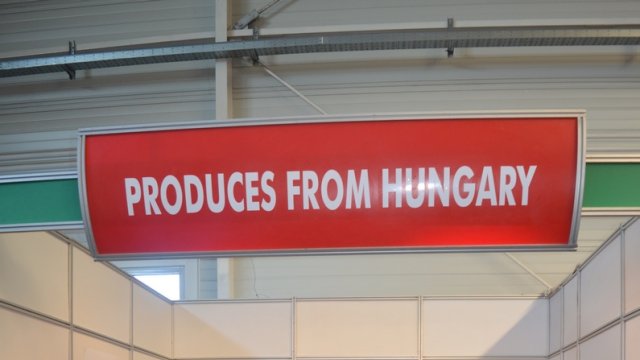 PRODUCES FROM HUNGARY